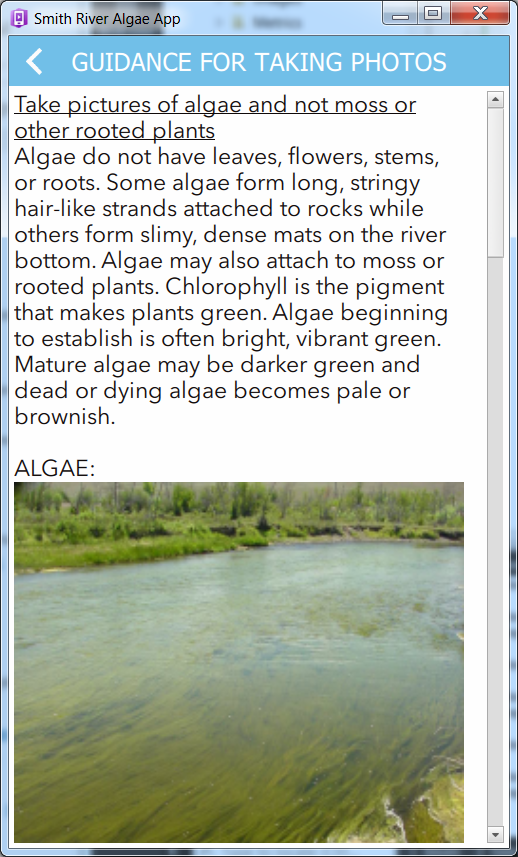 Smith River Algae App
GUIDANCE FOR TAKING PHOTOS
Take pictures of algae and not moss or
other rooted plants
Algae do not have leaves, flowers, stems,
or roots. Some algae form long, stringy
hair-like strands attached to rocks while
others form slimy, dense mats on the river
bottom. Algae may also attach to moss or
rooted plants. Chlorophyll is the pigment
that makes plants green. Algae beginning
to establish is often bright, vibrant green.
Mature algae may be darker green and
dead or dying algae becomes pale or
brownish.
ALGAE: